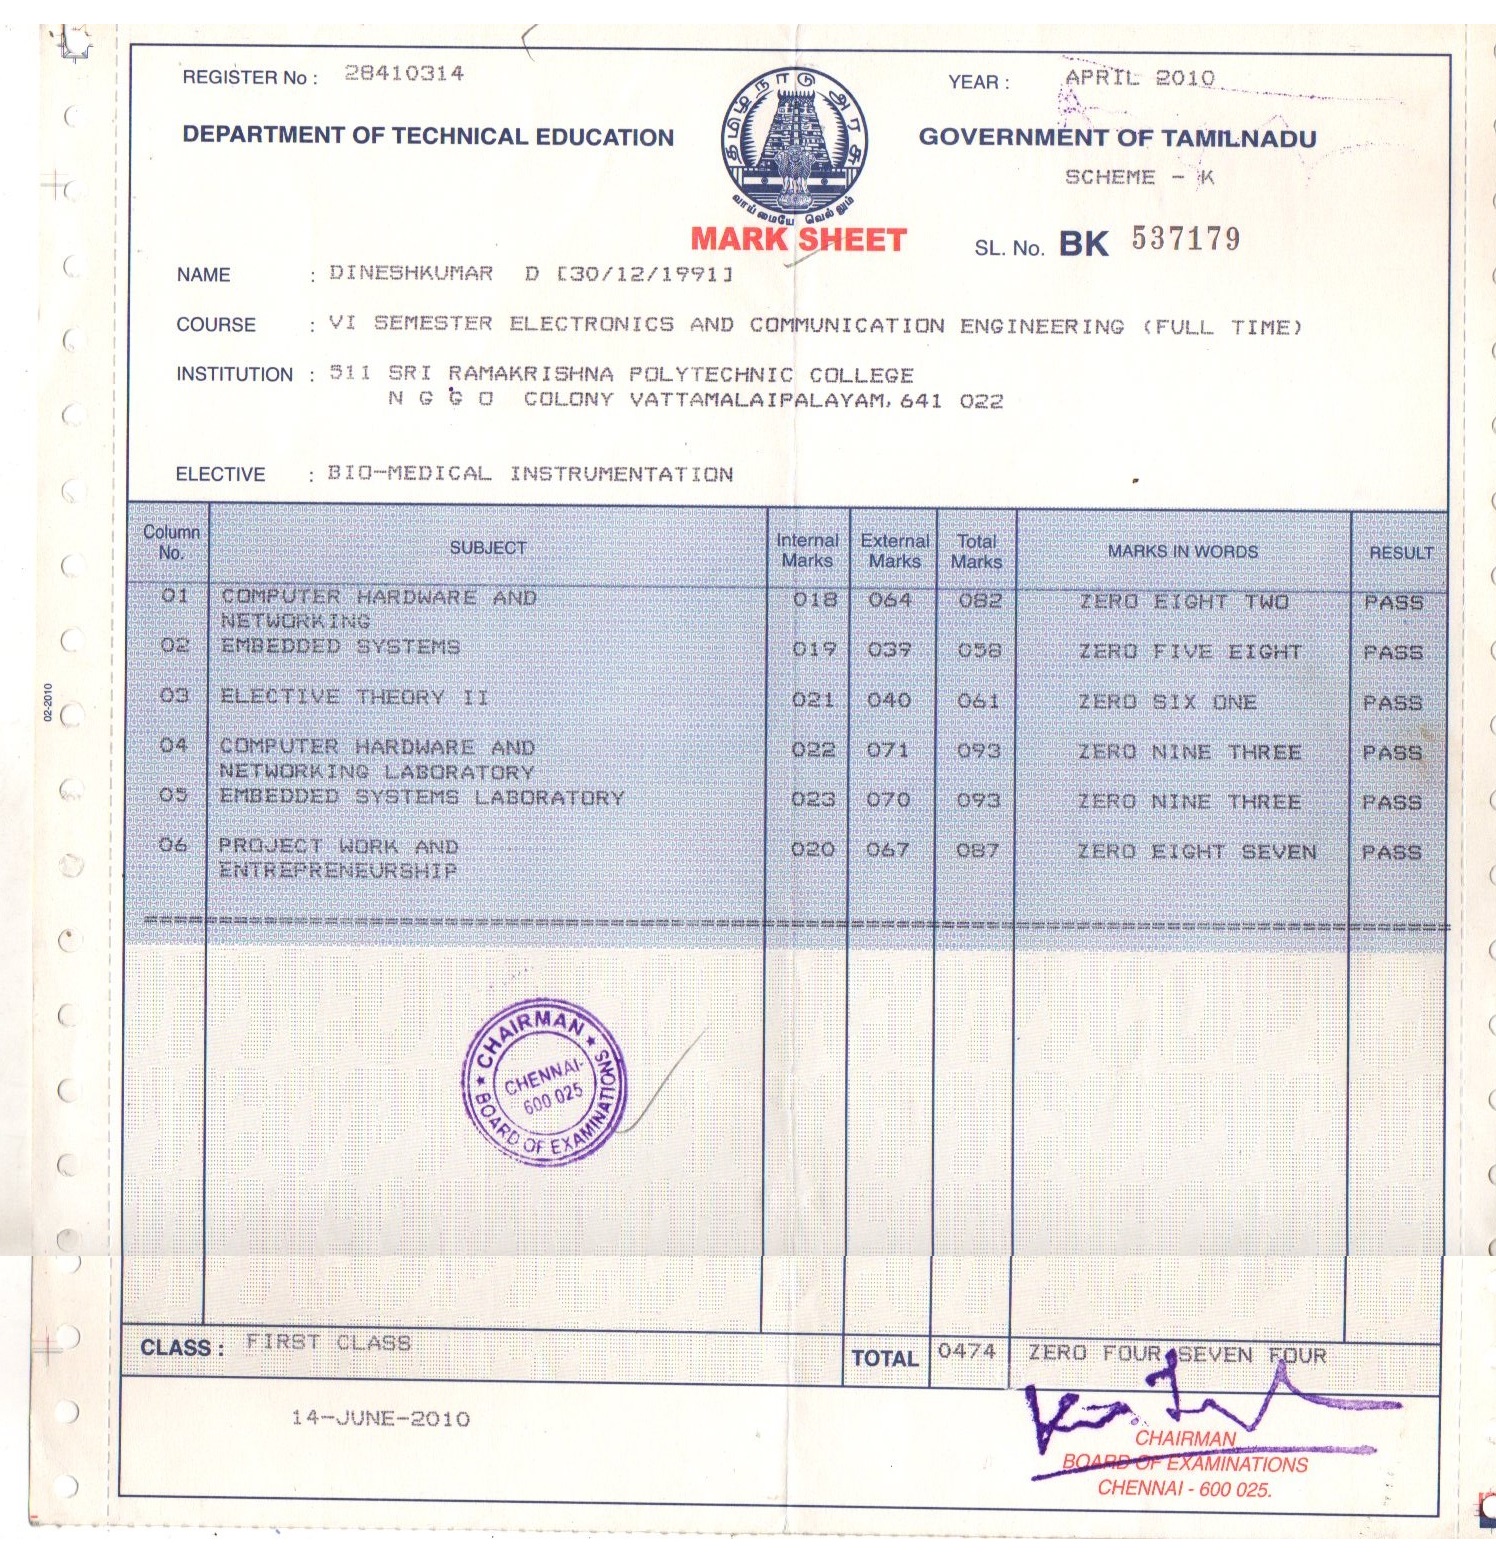 REGISTER No : 28410314
YEAR : APRIL 2010
தமிழ்நாடு அரசு
வாய்மையே வெல்லும்
DEPARTMENT OF TECHNICAL EDUCATION
GOVERNMENT OF TAMILNADU
SCHEME - K
MARK SHEET
SL. No. BK 537179
NAME : DINESHKUMAR D [30/12/1991]
COURSE : VI SEMESTER ELECTRONICS AND COMMUNICATION ENGINEERING (FULL TIME)
INSTITUTION : 511 SRI RAMAKRISHNA POLYTECHNIC COLLEGE
N G G O COLONY VATTAMALAIPALAYAM, 641 022
ELECTIVE : BIO-MEDICAL INSTRUMENTATION
Column No. SUBJECT Internal Marks External Marks Total Marks MARKS IN WORDS RESULT
01 COMPUTER HARDWARE AND 018 064 082 ZERO EIGHT TWO PASS
NETWORKING
02 EMBEDDED SYSTEMS 019 039 058 ZERO FIVE EIGHT PASS
03 ELECTIVE THEORY II 021 040 061 ZERO SIX ONE PASS
04 COMPUTER HARDWARE AND 022 071 093 ZERO NINE THREE PASS
NETWORKING LABORATORY
05 EMBEDDED SYSTEMS LABORATORY 023 070 093 ZERO NINE THREE PASS
06 PROJECT WORK AND 020 067 087 ZERO EIGHT SEVEN PASS
ENTREPRENEURSHIP
02-2010
CHAIRMAN
CHENNAI-
600 025
BOARD OF EXAMINATIONS
CLASS : FIRST CLASS
TOTAL 0474 ZERO FOUR SEVEN FOUR
14-JUNE-2010
CHAIRMAN
BOARD OF EXAMINATIONS
CHENNAI - 600 025.